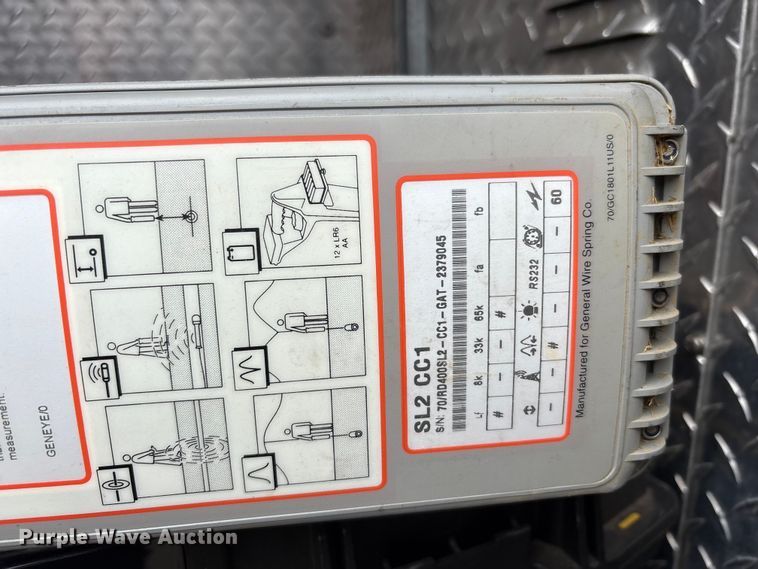 measurement.
GENEYE/0
12 x LR6
AA
SL2 CC1
S/N: 70/RD400SL2-CC1-GAT-2379045
Lf 8k 33k 65k fa fb
# - - #
RS232
- - # - - 60
Manufactured for General Wire Spring Co.
70/GC1801L11US/0
Purple Wave Auction